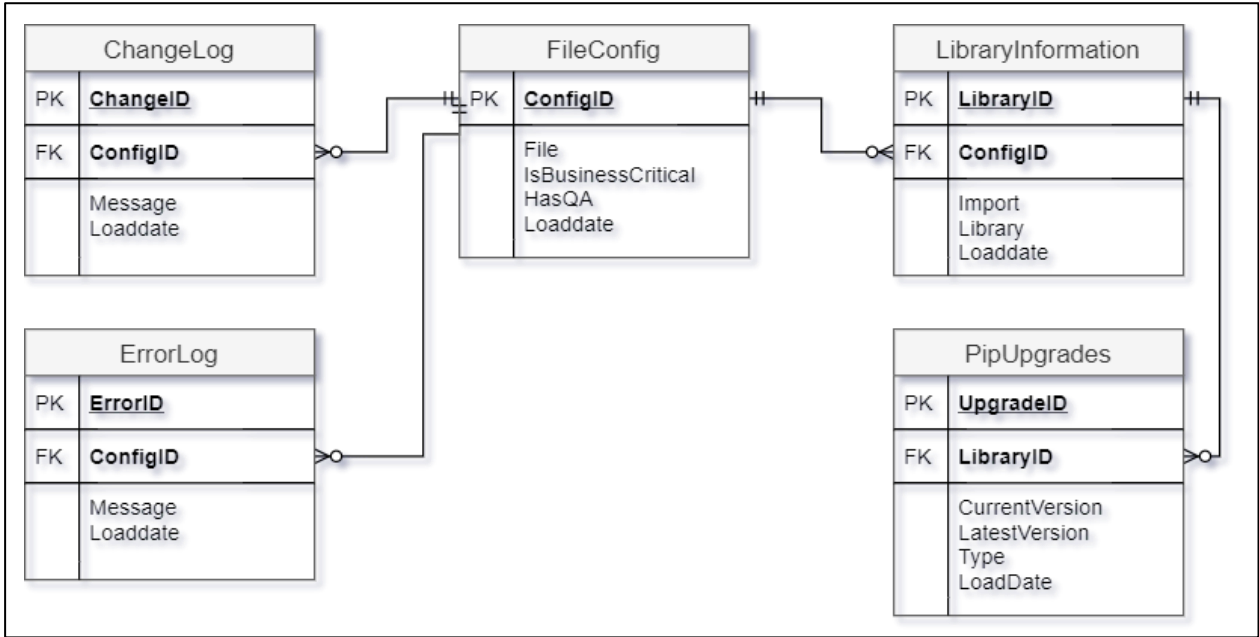 ChangeLog
PK ChangeID
FK ConfigID
Message
Loaddate
FileConfig
PK ConfigID
File
IsBusinessCritical
HasQA
Loaddate
LibraryInformation
PK LibraryID
FK ConfigID
Import
Library
Loaddate
ErrorLog
PK ErrorID
FK ConfigID
Message
Loaddate
PipUpgrades
PK UpgradeID
FK LibraryID
CurrentVersion
LatestVersion
Type
LoadDate